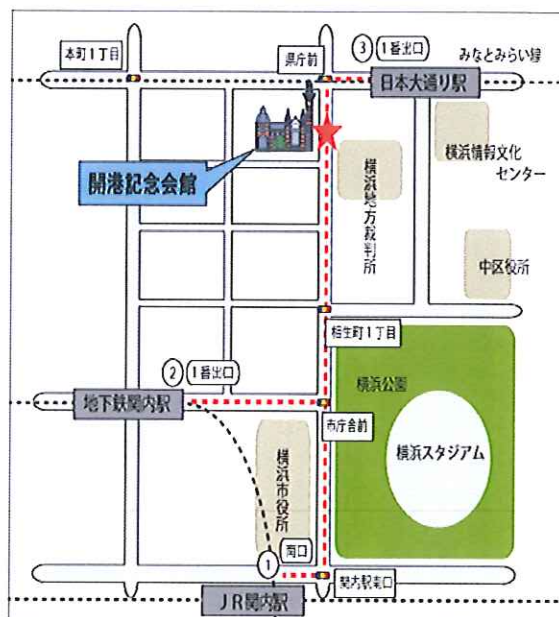 本町1丁目
県庁前
③
1番出口
みなとみらい線
日本大通り駅
開港記念会館
横浜地方裁判所
横浜情報文化
センター
中区役所
相生町1丁目
②
1番出口
地下鉄関内駅
横浜公園
市庁舎前
横浜スタジアム
横浜市役所
①
南口
関内駅東口
JR関内駅